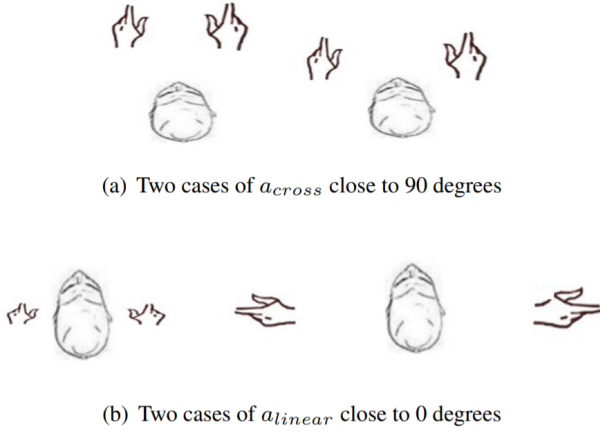 (a) Two cases of a_cross close to 90 degrees
(b) Two cases of a_linear close to 0 degrees